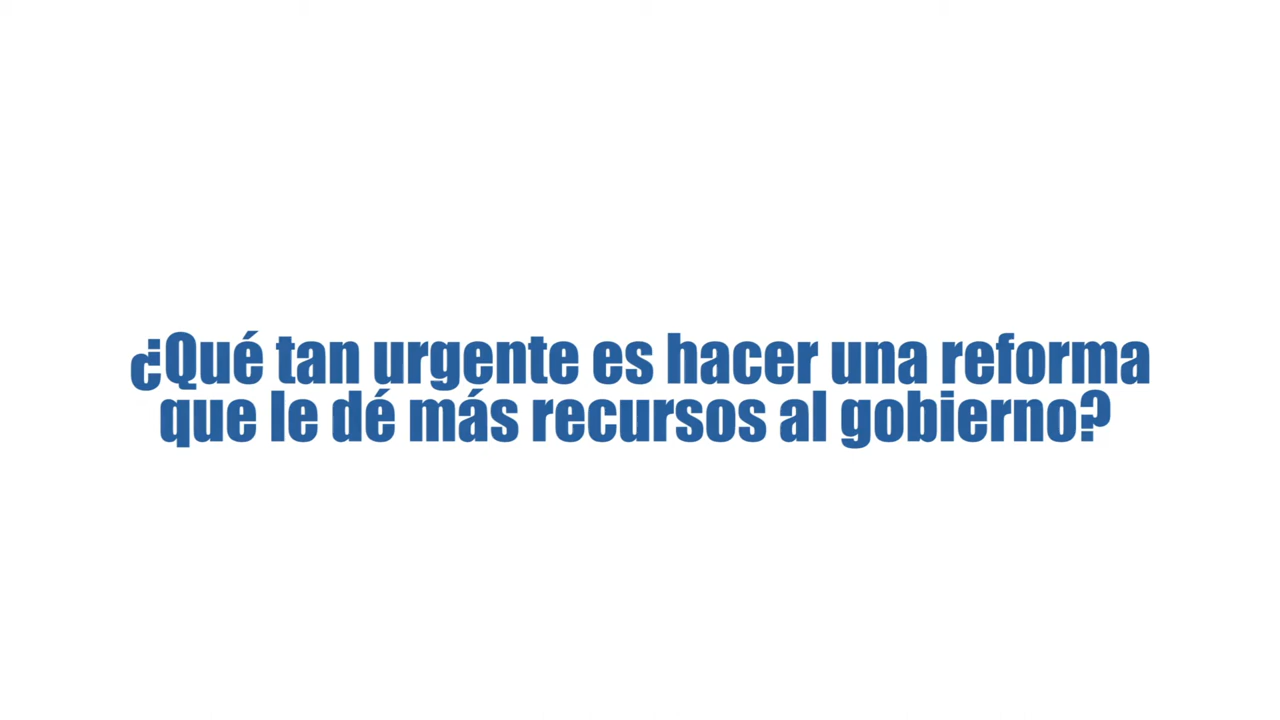 ¿Qué tan urgente es hacer una reforma
que le dé más recursos al gobierno?